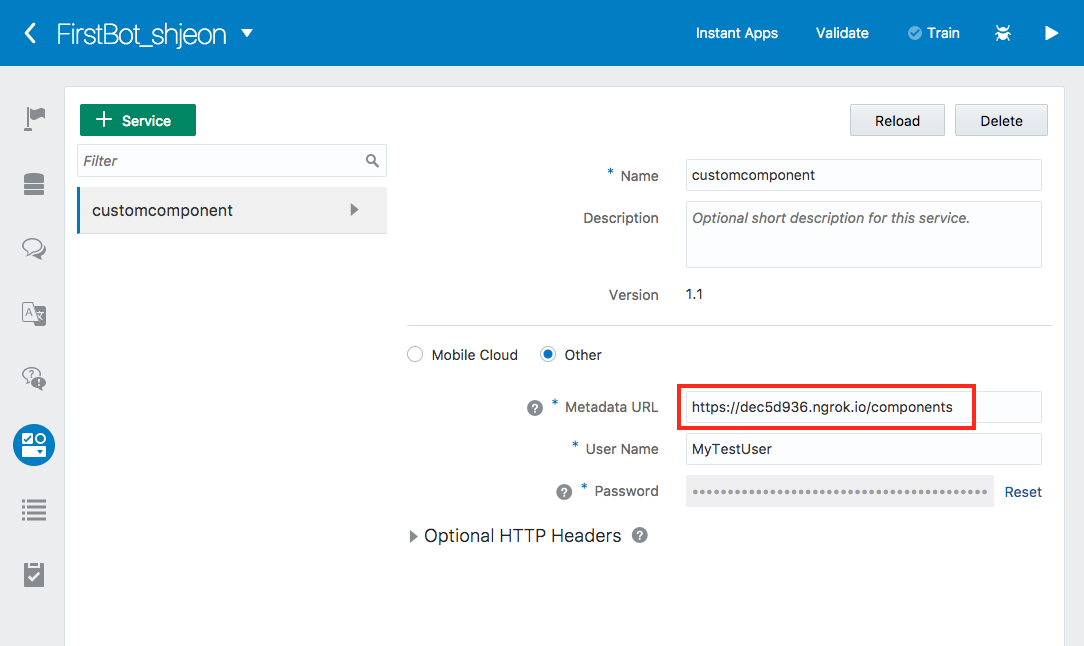 FirstBot_shjeon
Instant Apps
Validate
Train
+ Service
Reload
Delete
Filter
customcomponent
* Name
customcomponent
Description
Optional short description for this service.
Version
1.1
Mobile Cloud
Other
? * Metadata URL
https://dec5d936.ngrok.io/components
* User Name
MyTestUser
? * Password
Reset
Optional HTTP Headers ?